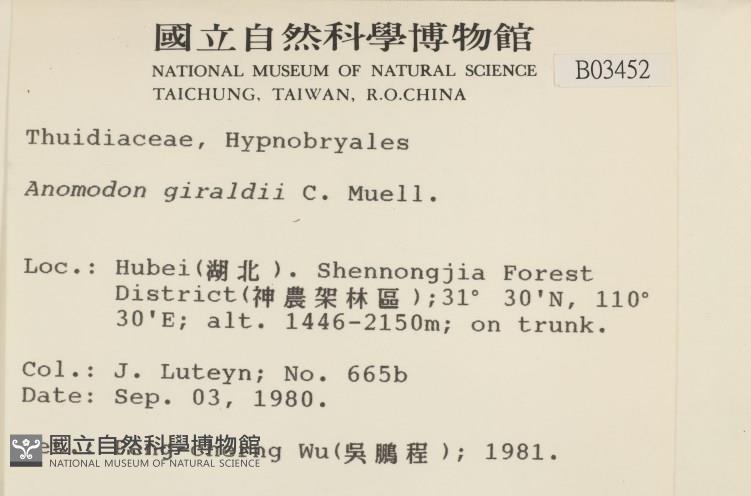 國立自然科學博物館
NATIONAL MUSEUM OF NATURAL SCIENCE
TAICHUNG, TAIWAN, R.O.CHINA
B03452
Thuidiaceae, Hypnobryales
Anomodon giraldii C. Muell.
Loc.: Hubei(湖北). Shennongjia Forest
District(神農架林區);31° 30'N, 110°
30'E; alt. 1446-2150m; on trunk.
Col.: J. Luteyn; No. 665b
Date: Sep. 03, 1980.
Wu(吳鵬程); 1981.
國立自然科學博物館
NATIONAL MUSEUM OF NATURAL SCIENCE